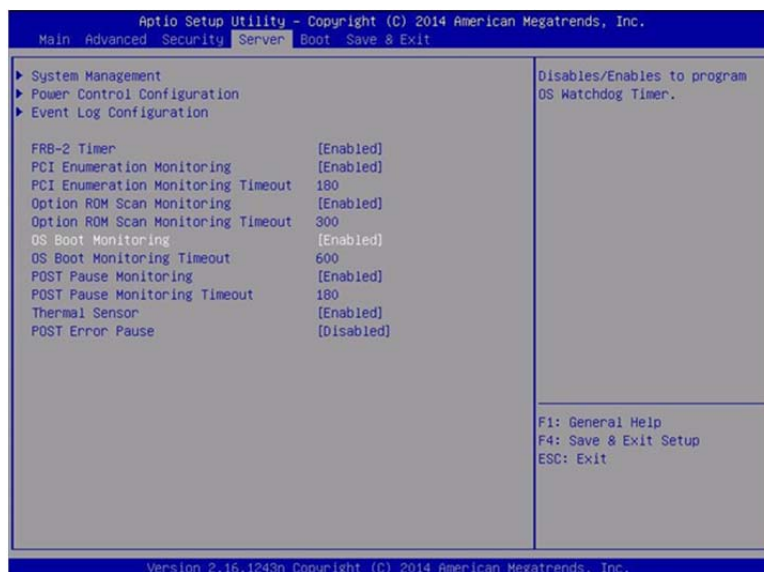 Aptio Setup Utility – Copyright (C) 2014 American Megatrends, Inc.
Main Advanced Security Server Boot Save & Exit
System Management
Power Control Configuration
Event Log Configuration
FRB-2 Timer [Enabled]
PCI Enumeration Monitoring [Enabled]
PCI Enumeration Monitoring Timeout 180
Option ROM Scan Monitoring [Enabled]
Option ROM Scan Monitoring Timeout 300
OS Boot Monitoring [Enabled]
OS Boot Monitoring Timeout 600
POST Pause Monitoring [Enabled]
POST Pause Monitoring Timeout 180
Thermal Sensor [Enabled]
POST Error Pause [Disabled]
Disables/Enables to program
OS Watchdog Timer.
F1: General Help
F4: Save & Exit Setup
ESC: Exit
Version 2.16.1243n Copyright (C) 2014 American Megatrends, Inc.